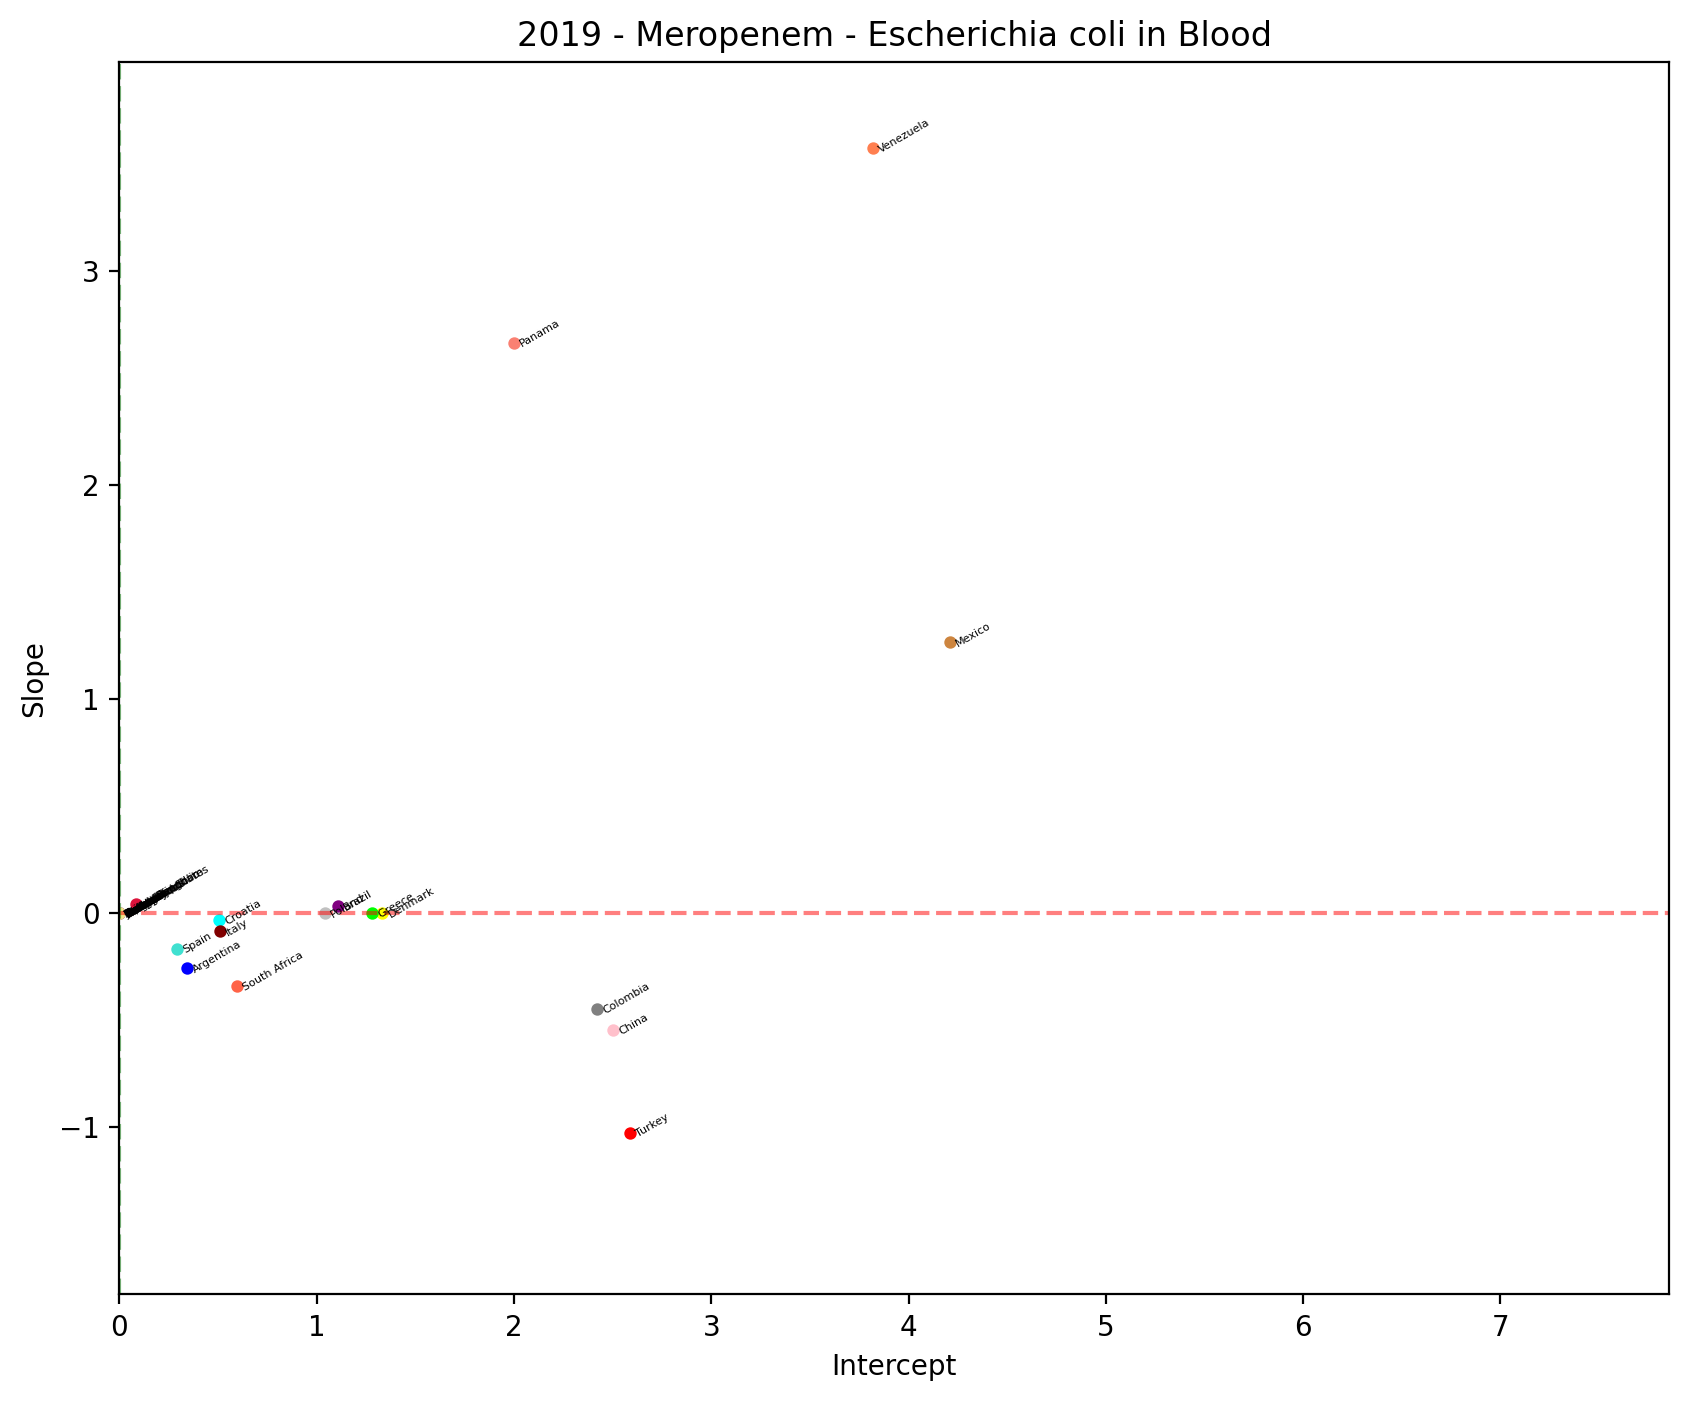 2019 - Meropenem - Escherichia coli in Blood
Venezuela
3
Panama
2
Mexico
Slope
1
Brazil
Poland
Greece
Denmark
0
Croatia
Italy
Spain
Argentina
South Africa
Colombia
China
−1
Turkey
0 1 2 3 4 5 6 7
Intercept